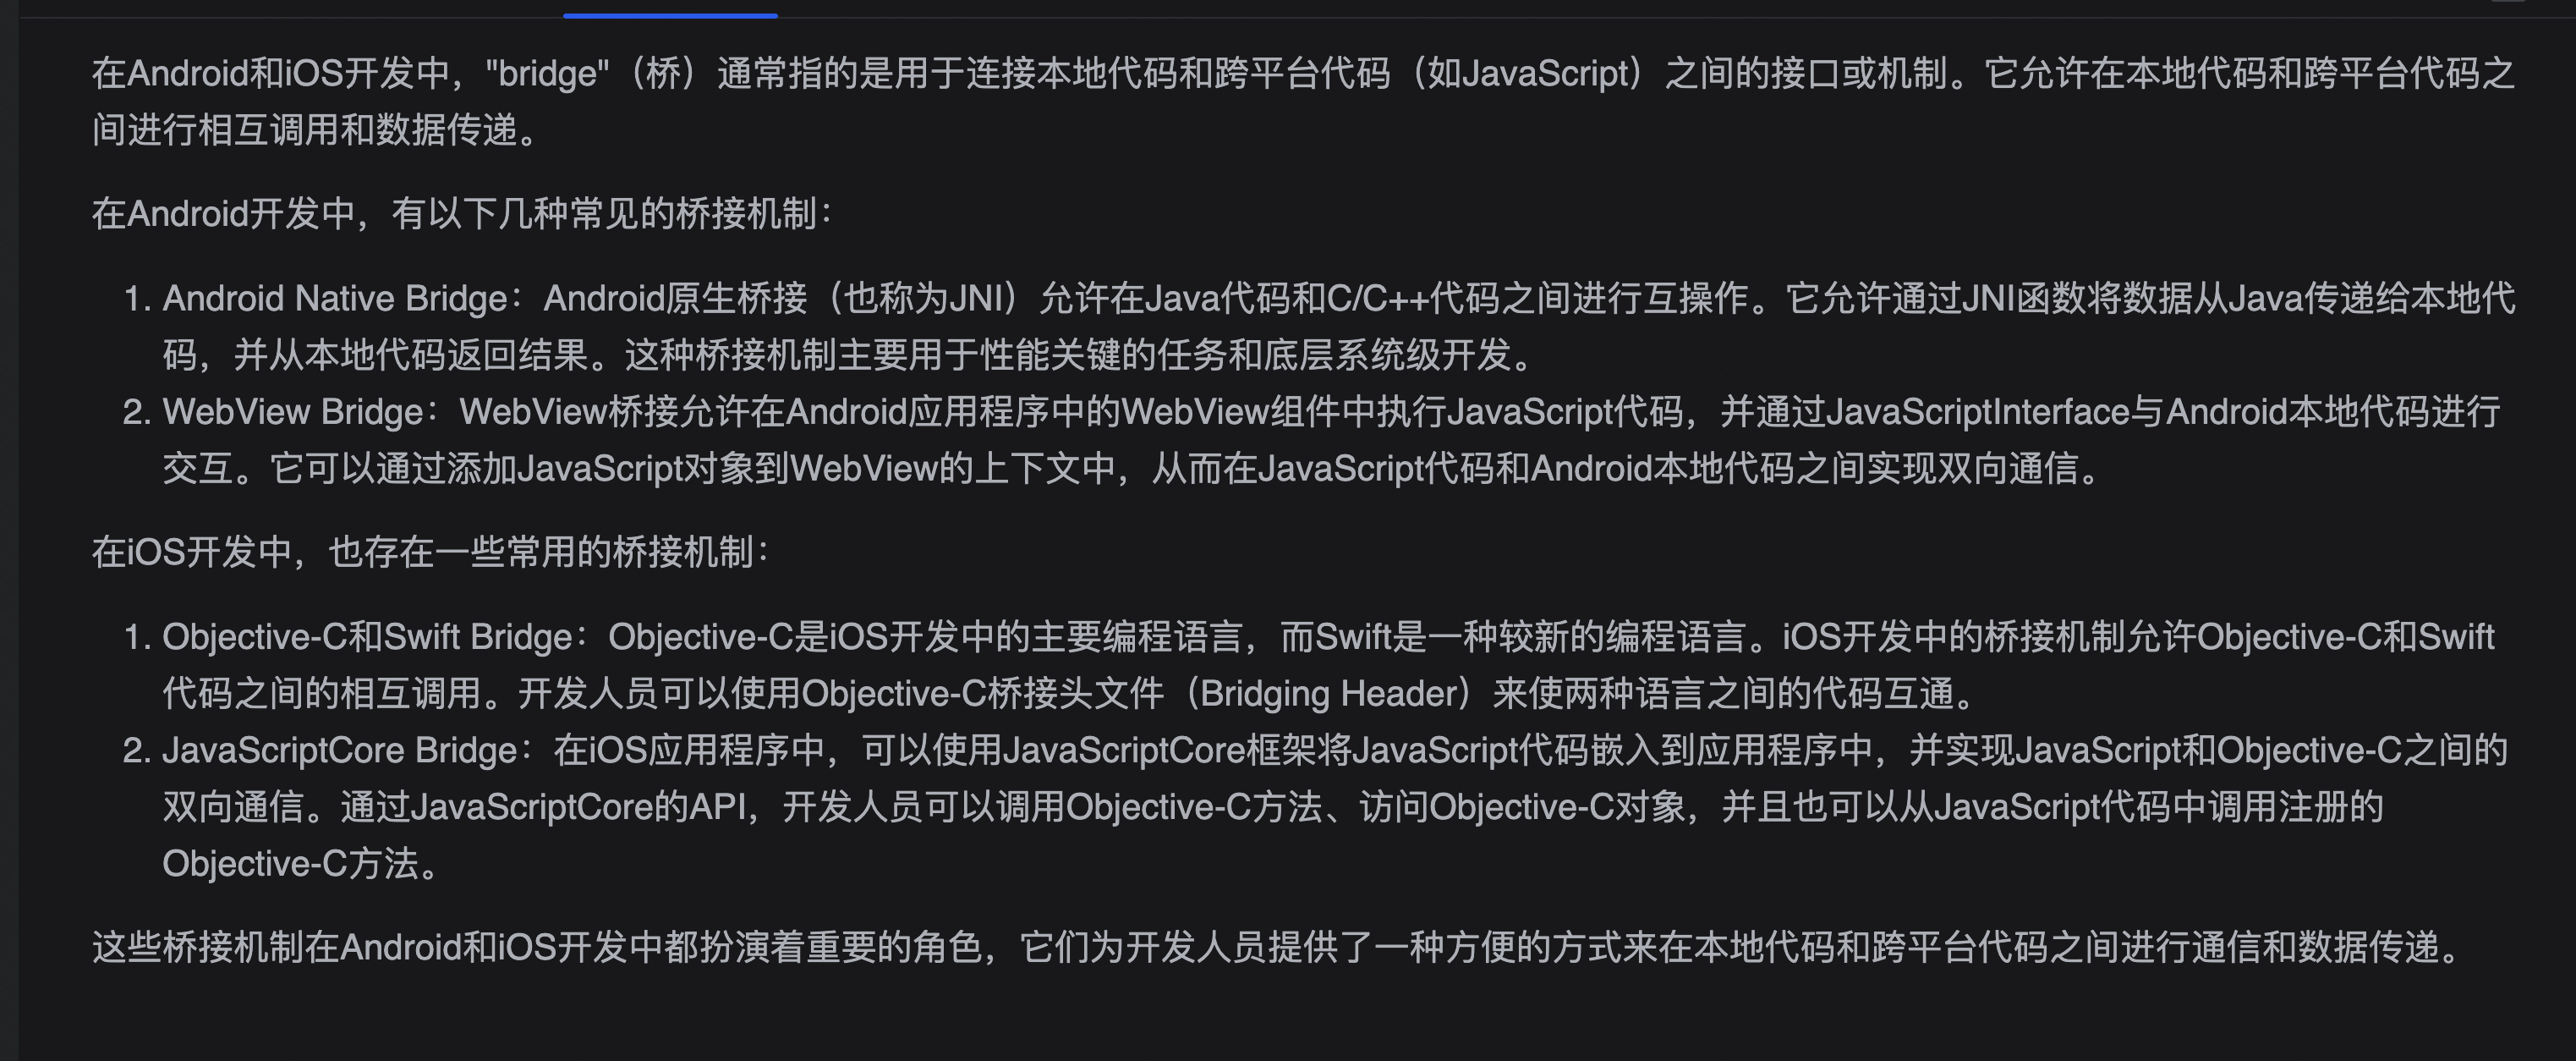 在Android和iOS开发中，"bridge"（桥）通常指的是用于连接本地代码和跨平台代码（如JavaScript）之间的接口或机制。它允许在本地代码和跨平台代码之
间进行相互调用和数据传递。
在Android开发中，有以下几种常见的桥接机制：
1. Android Native Bridge：Android原生桥接（也称为JNI）允许在Java代码和C/C++代码之间进行互操作。它允许通过JNI函数将数据从Java传递给本地代
码，并从本地代码返回结果。这种桥接机制主要用于性能关键的任务和底层系统级开发。
2. WebView Bridge：WebView桥接允许在Android应用程序中的WebView组件中执行JavaScript代码，并通过JavaScriptInterface与Android本地代码进行
交互。它可以通过添加JavaScript对象到WebView的上下文中，从而在JavaScript代码和Android本地代码之间实现双向通信。
在iOS开发中，也存在一些常用的桥接机制：
1. Objective-C和Swift Bridge：Objective-C是iOS开发中的主要编程语言，而Swift是一种较新的编程语言。iOS开发中的桥接机制允许Objective-C和Swift
代码之间的相互调用。开发人员可以使用Objective-C桥接头文件（Bridging Header）来使两种语言之间的代码互通。
2. JavaScriptCore Bridge：在iOS应用程序中，可以使用JavaScriptCore框架将JavaScript代码嵌入到应用程序中，并实现JavaScript和Objective-C之间的
双向通信。通过JavaScriptCore的API，开发人员可以调用Objective-C方法、访问Objective-C对象，并且也可以从JavaScript代码中调用注册的
Objective-C方法。
这些桥接机制在Android和iOS开发中都扮演着重要的角色，它们为开发人员提供了一种方便的方式来在本地代码和跨平台代码之间进行通信和数据传递。